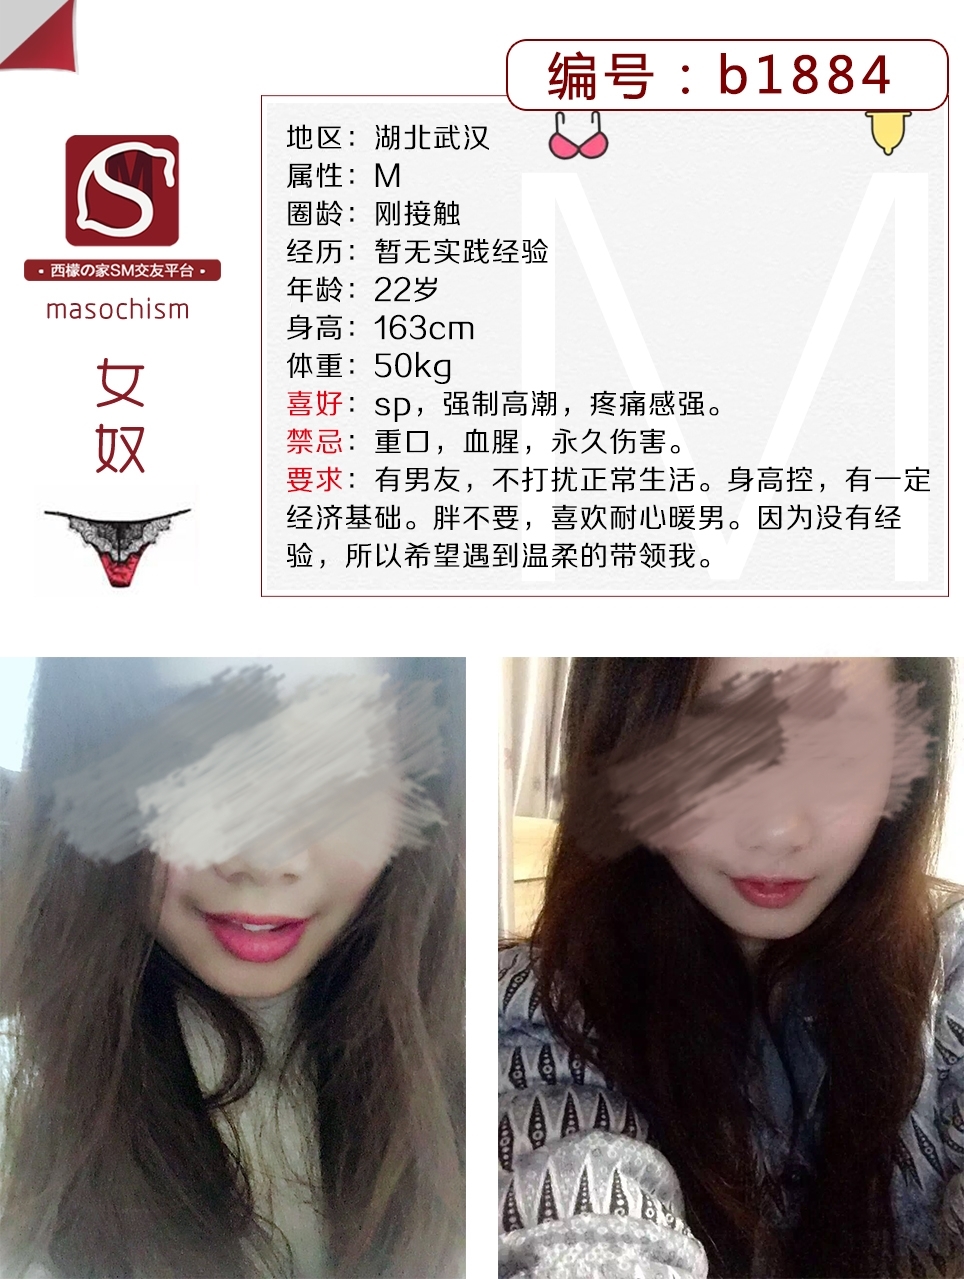 编号：b1884
西檬の家SM交友平台
masochism
女奴
地区：湖北武汉
属性：M
圈龄：刚接触
经历：暂无实践经验
年龄：22岁
身高：163cm
体重：50kg
喜好：sp，强制高潮，疼痛感强。
禁忌：重口，血腥，永久伤害。
要求：有男友，不打扰正常生活。身高控，有一定
经济基础。胖不要，喜欢耐心暖男。因为没有经
验，所以希望遇到温柔的带领我。